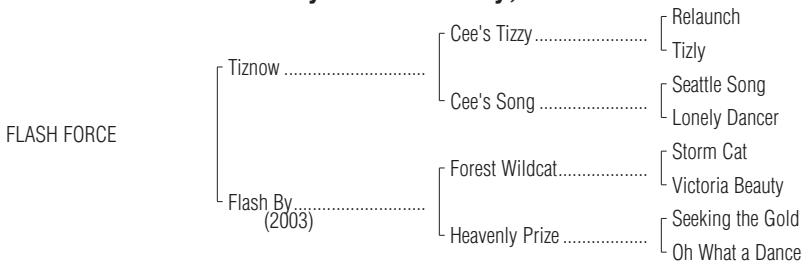 Relaunch
Cee's Tizzy
Tizly
Tiznow
Seattle Song
Cee's Song
Lonely Dancer
FLASH FORCE
Storm Cat
Forest Wildcat
Victoria Beauty
Flash By
(2003)
Seeking the Gold
Heavenly Prize
Oh What a Dance